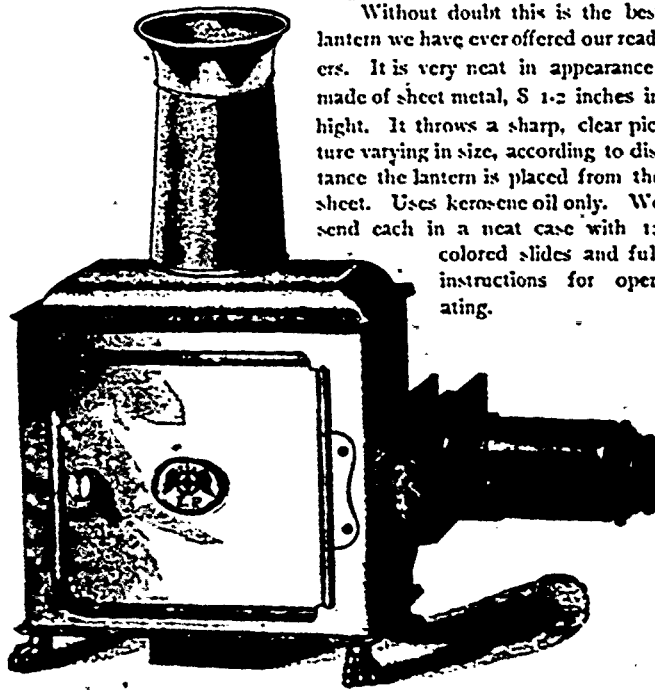 Without doubt this is the bes
lantern we have ever offered our read
ers. It is very neat in appearance
made of sheet metal, 8 1-2 inches in
hight. It throws a sharp, clear pic
ture varying in size, according to dis
tance the lantern is placed from the
sheet. Uses kerosene oil only. We
send each in a neat case with 12
colored slides and ful
instructions for oper
ating.